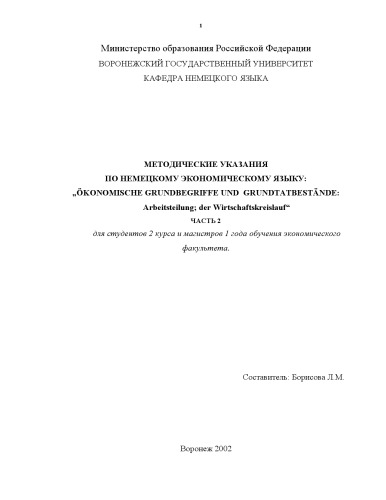 1
Министерство образования Российской Федерации
ВОРОНЕЖСКИЙ ГОСУДАРСТВЕННЫЙ УНИВЕРСИТЕТ
КАФЕДРА НЕМЕЦКОГО ЯЗЫКА
МЕТОДИЧЕСКИЕ УКАЗАНИЯ
ПО НЕМЕЦКОМУ ЭКОНОМИЧЕСКОМУ ЯЗЫКУ:
„ÖKONOMISCHE GRUNDBEGRIFFE UND GRUNDTATBESTÄNDE:
Arbeitsteilung; der Wirtschaftskreislauf“
ЧАСТЬ 2
для студентов 2 курса и магистров 1 года обучения экономического
факультета.
Составитель: Борисова Л.М.
Воронеж 2002